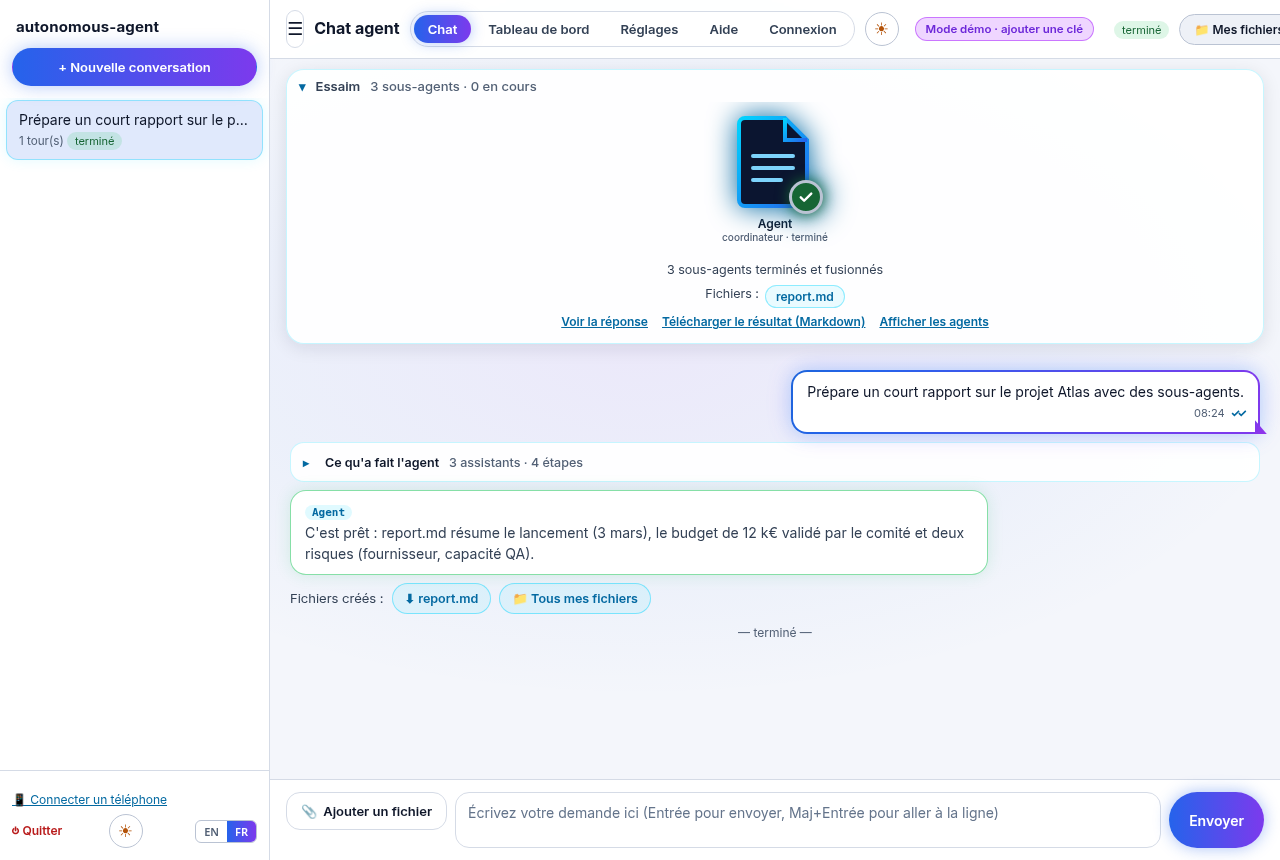 autonomous-agent
+ Nouvelle conversation
Prépare un court rapport sur le p...
1 tour(s) terminé
📱 Connecter un téléphone
Quitter
EN FR
☰ Chat agent Chat Tableau de bord Réglages Aide Connexion Mode démo · ajouter une clé terminé 📁 Mes fichiers
▼ Essaim 3 sous-agents · 0 en cours
Agent
coordinateur · terminé
3 sous-agents terminés et fusionnés
Fichiers : report.md
Voir la réponse Télécharger le résultat (Markdown) Afficher les agents
Prépare un court rapport sur le projet Atlas avec des sous-agents.
08:24
► Ce qu'a fait l'agent 3 assistants · 4 étapes
Agent
C'est prêt : report.md résume le lancement (3 mars), le budget de 12 k€ validé par le comité et deux
risques (fournisseur, capacité QA).
Fichiers créés : ⬇ report.md 📁 Tous mes fichiers
— terminé —
📎 Ajouter un fichier
Écrivez votre demande ici (Entrée pour envoyer, Maj+Entrée pour aller à la ligne)
Envoyer